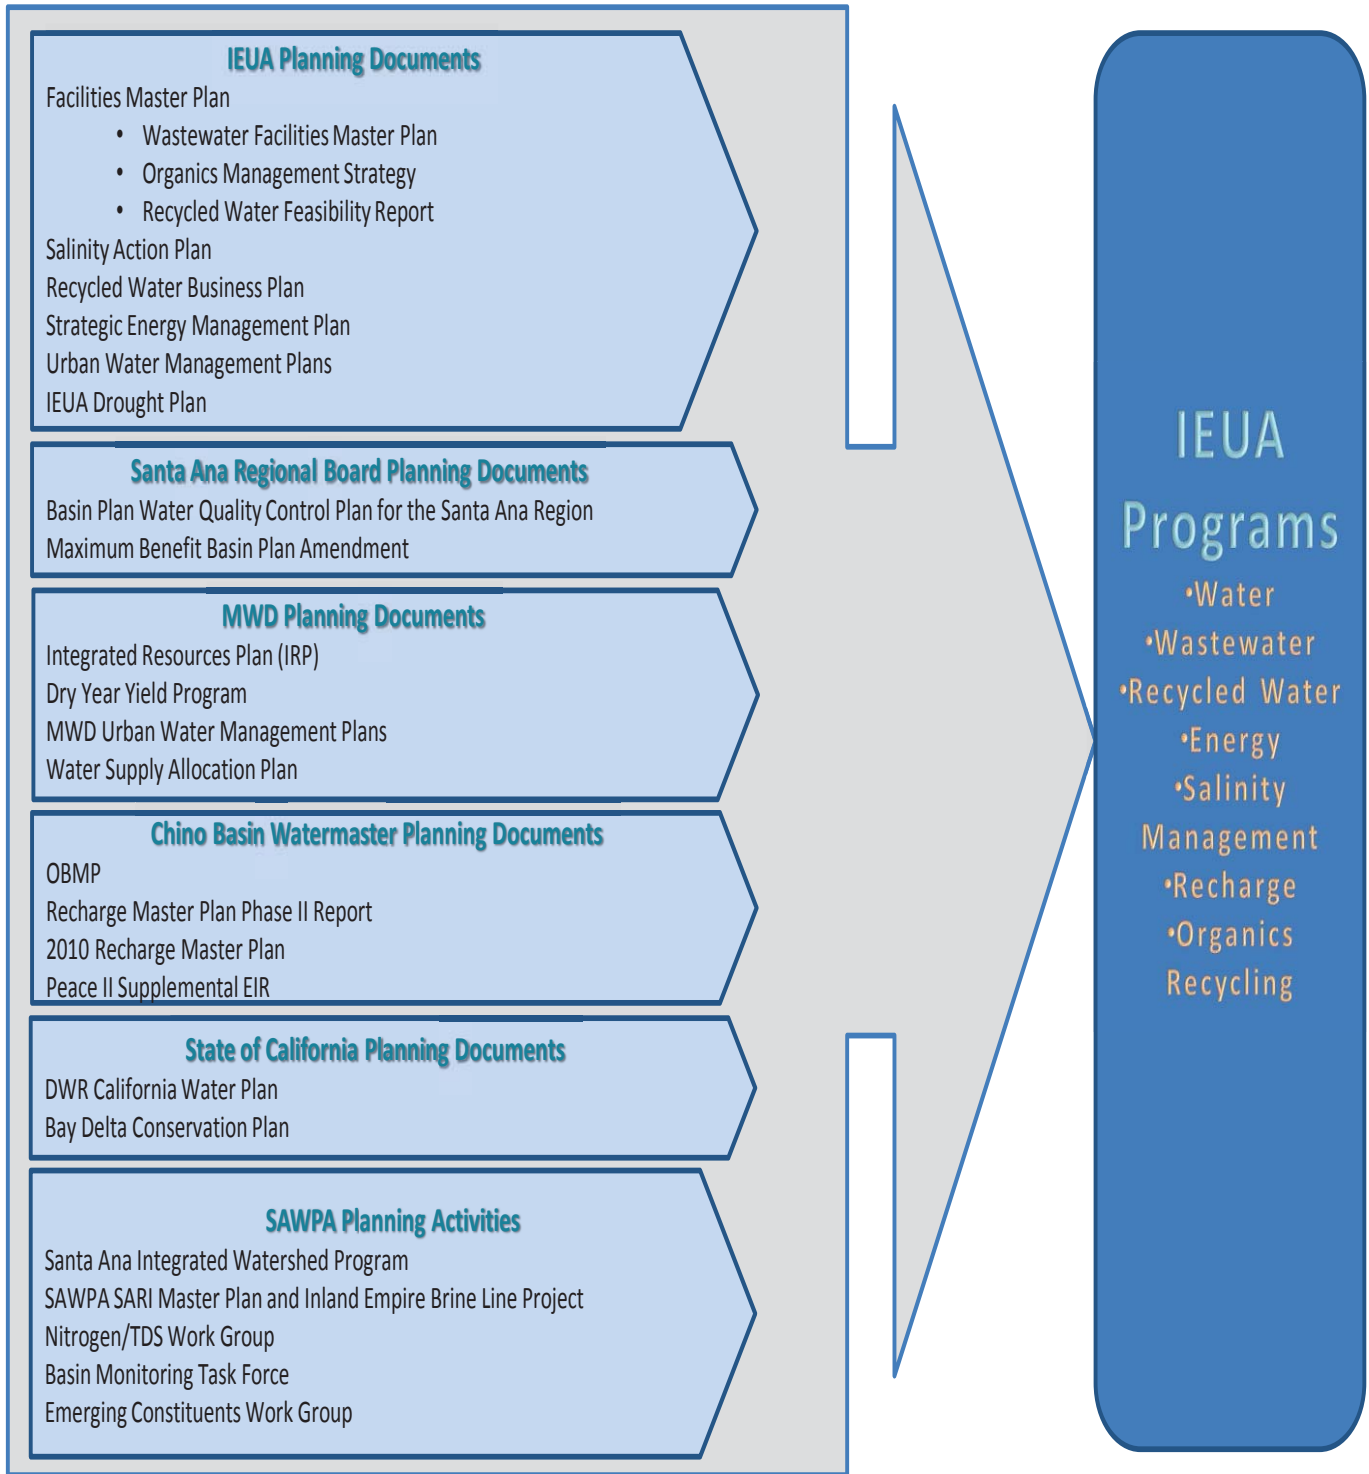 IEUA Planning Documents
Facilities Master Plan
• Wastewater Facilities Master Plan
• Organics Management Strategy
• Recycled Water Feasibility Report
Salinity Action Plan
Recycled Water Business Plan
Strategic Energy Management Plan
Urban Water Management Plans
IEUA Drought Plan
Santa Ana Regional Board Planning Documents
Basin Plan Water Quality Control Plan for the Santa Ana Region
Maximum Benefit Basin Plan Amendment
MWD Planning Documents
Integrated Resources Plan (IRP)
Dry Year Yield Program
MWD Urban Water Management Plans
Water Supply Allocation Plan
Chino Basin Watermaster Planning Documents
OBMP
Recharge Master Plan Phase II Report
2010 Recharge Master Plan
Peace II Supplemental EIR
State of California Planning Documents
DWR California Water Plan
Bay Delta Conservation Plan
SAWPA Planning Activities
Santa Ana Integrated Watershed Program
SAWPA SARI Master Plan and Inland Empire Brine Line Project
Nitrogen/TDS Work Group
Basin Monitoring Task Force
Emerging Constituents Work Group
IEUA
Programs
•Water
•Wastewater
•Recycled Water
•Energy
•Salinity
Management
•Recharge
•Organics
Recycling